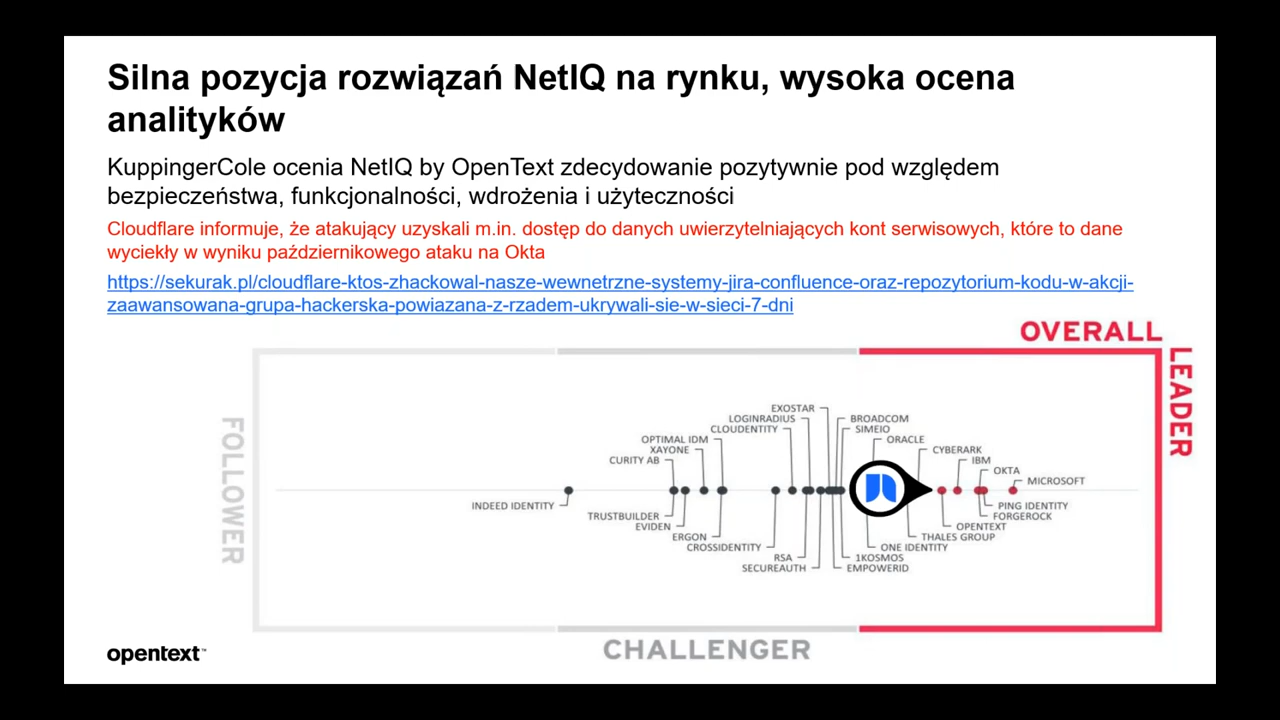 Silna pozycja rozwiązań NetIQ na rynku, wysoka ocena
analityków
KuppingerCole ocenia NetIQ by OpenText zdecydowanie pozytywnie pod względem
bezpieczeństwa, funkcjonalności, wdrożenia i użyteczności
Cloudflare informuje, że atakujący uzyskali m.in. dostęp do danych uwierzytelniających kont serwisowych, które to dane
wyciekły w wyniku październikowego ataku na Okta
https://sekurak.pl/cloudflare-ktos-zhackowal-nasze-wewnetrzne-systemy-jira-confluence-oraz-repozytorium-kodu-w-akcji-
zaawansowana-grupa-hackerska-powiazana-z-rzadem-ukrywali-sie-w-sieci-7-dni
OVERALL
LEADER
FOLLOWER
EXOSTAR
LOGINRADIUS
BROADCOM
CLOUDENTITY
SIMEIO
OPTIMAL IDM
ORACLE
XAYONE
CYBERARK
CURITY AB
IBM
OKTA
MICROSOFT
INDEED IDENTITY
PING IDENTITY
TRUSTBUILDER
FORGEROCK
EVIDEN
OPENTEXT
ERGON
THALES GROUP
CROSSIDENTITY
ONE IDENTITY
RSA
1KOSMOS
SECUREAUTH
EMPOWERID
CHALLENGER
opentext™